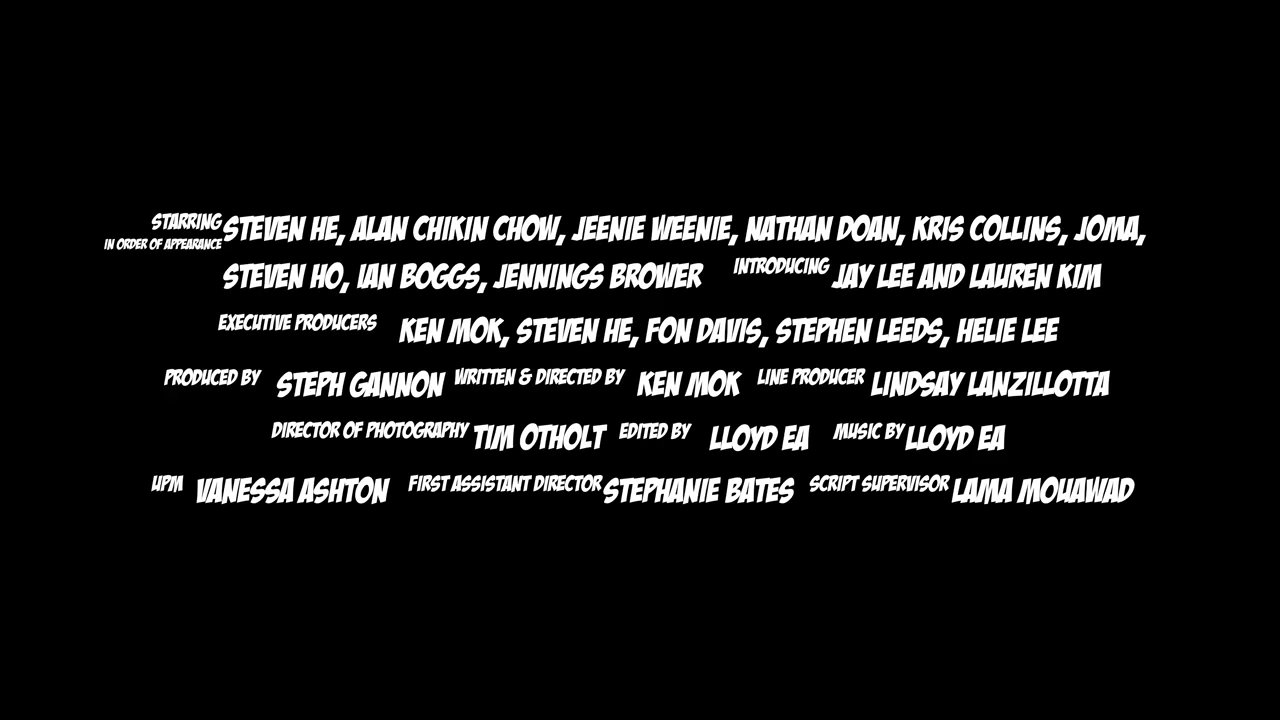 STARRING IN ORDER OF APPEARANCE STEVEN HE, ALAN CHIKIN CHOW, JEENIE WEENIE, NATHAN DOAN, KRIS COLLINS, JOMA,
STEVEN HO, IAN BOGGS, JENNINGS BROWER INTRODUCING JAY LEE AND LAUREN KIM
EXECUTIVE PRODUCERS KEN MOK, STEVEN HE, FON DAVIS, STEPHEN LEEDS, HELIE LEE
PRODUCED BY STEPH GANNON WRITTEN & DIRECTED BY KEN MOK LINE PRODUCER LINDSAY LANZILLOTTA
DIRECTOR OF PHOTOGRAPHY TIM OTHOLT EDITED BY LLOYD EA MUSIC BY LLOYD EA
UPM VANESSA ASHTON FIRST ASSISTANT DIRECTOR STEPHANIE BATES SCRIPT SUPERVISOR LAMA MOUAWAD